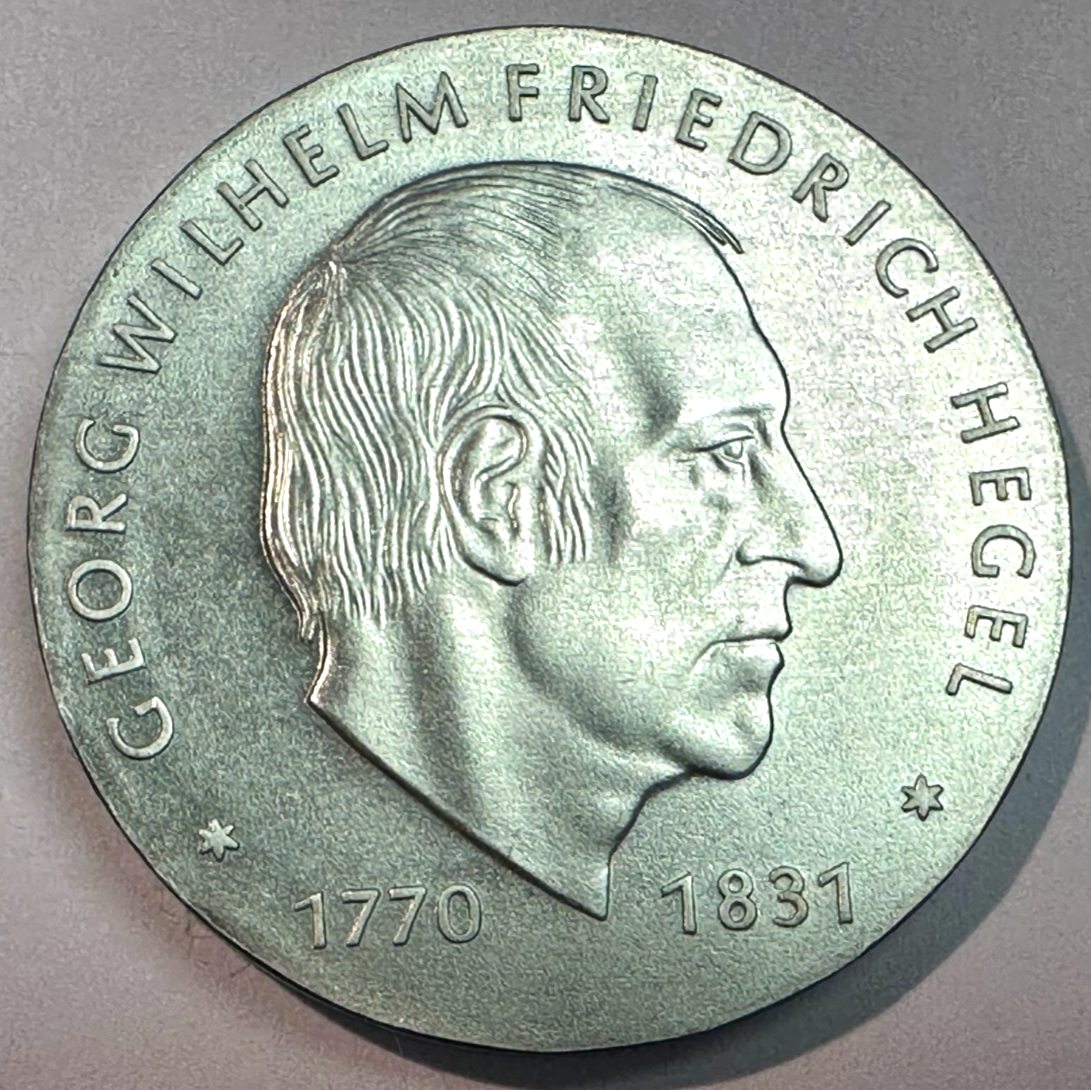 GEORG WILHELM FRIEDRICH HEGEL
1770 1831